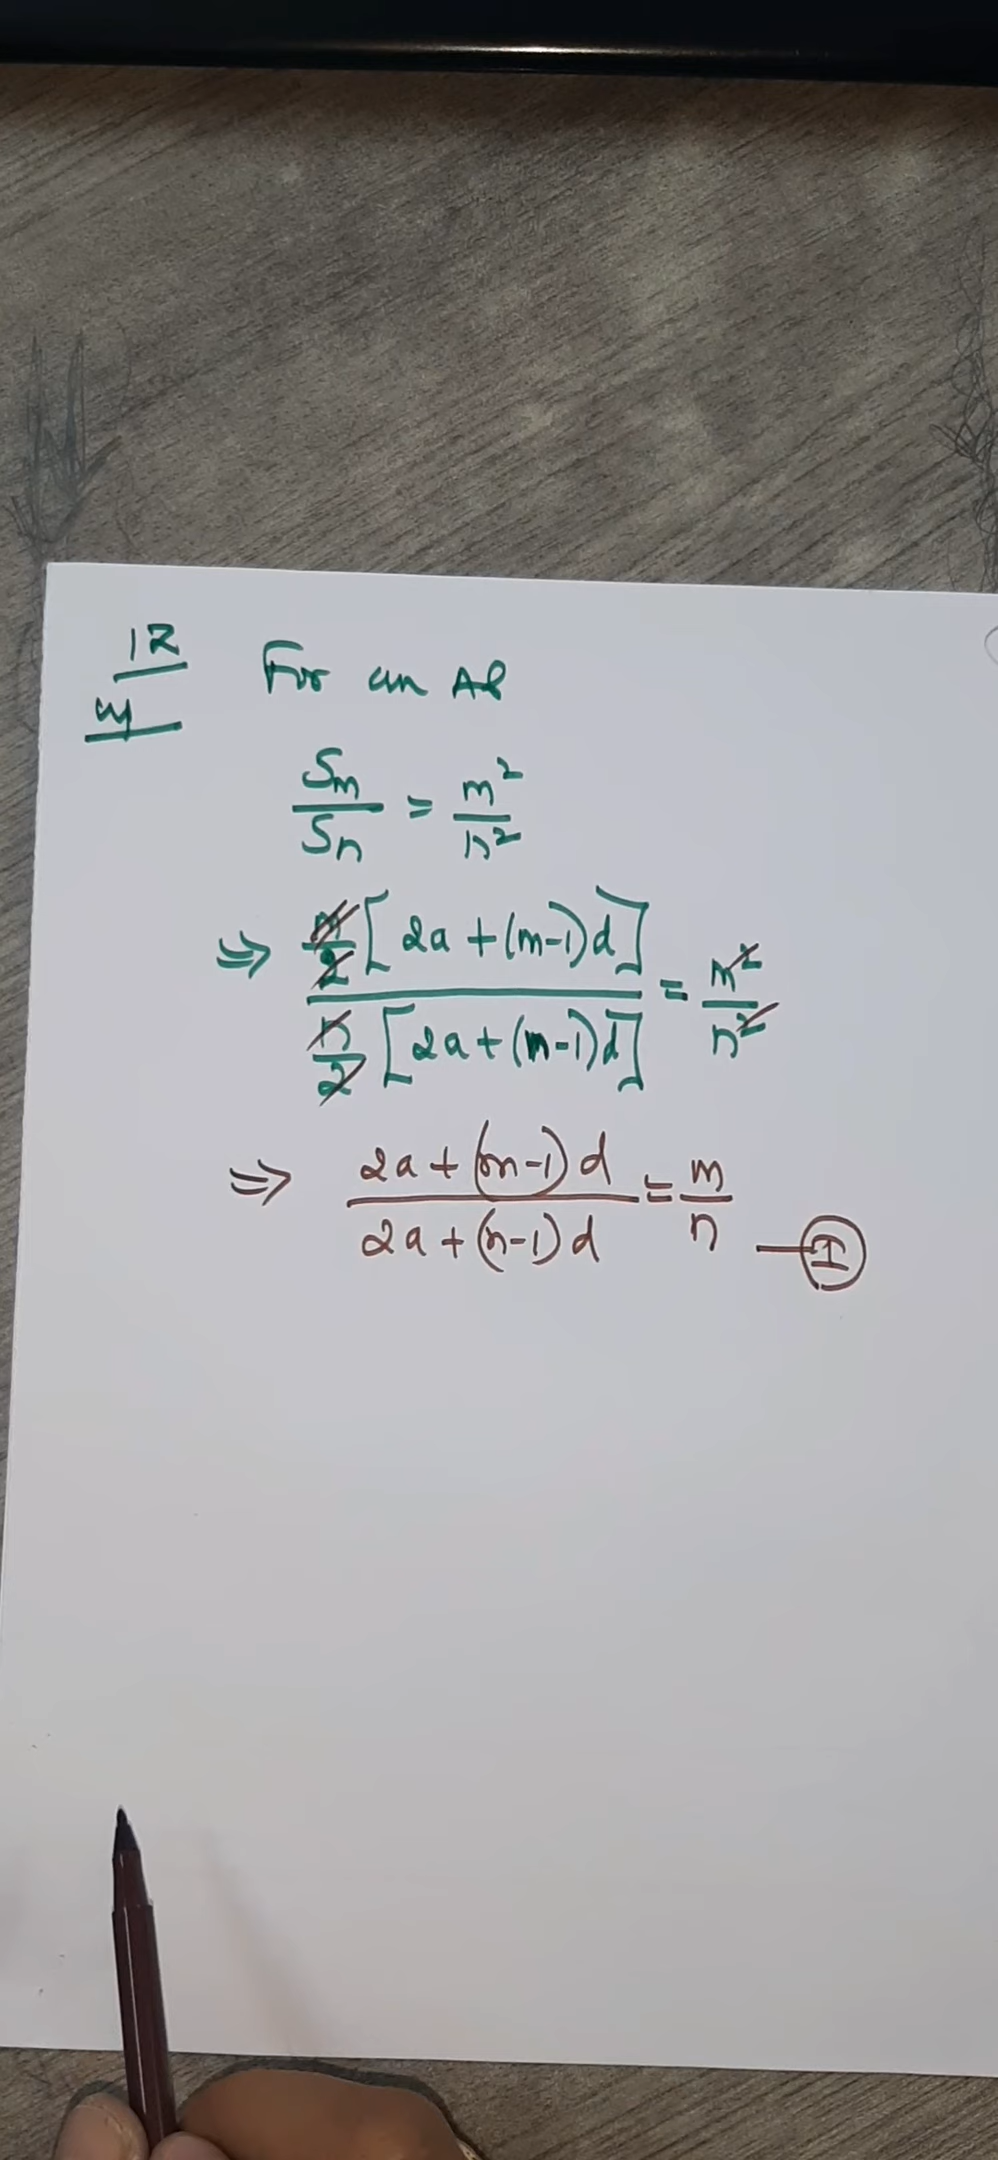 12 For an AP
Sm/Sn = m²/n²
⇒ m/2 [2a + (m-1)d] / n/2 [2a + (m-1)d] = m²/n²
⇒ 2a + (m-1)d / 2a + (n-1)d = m/n — I